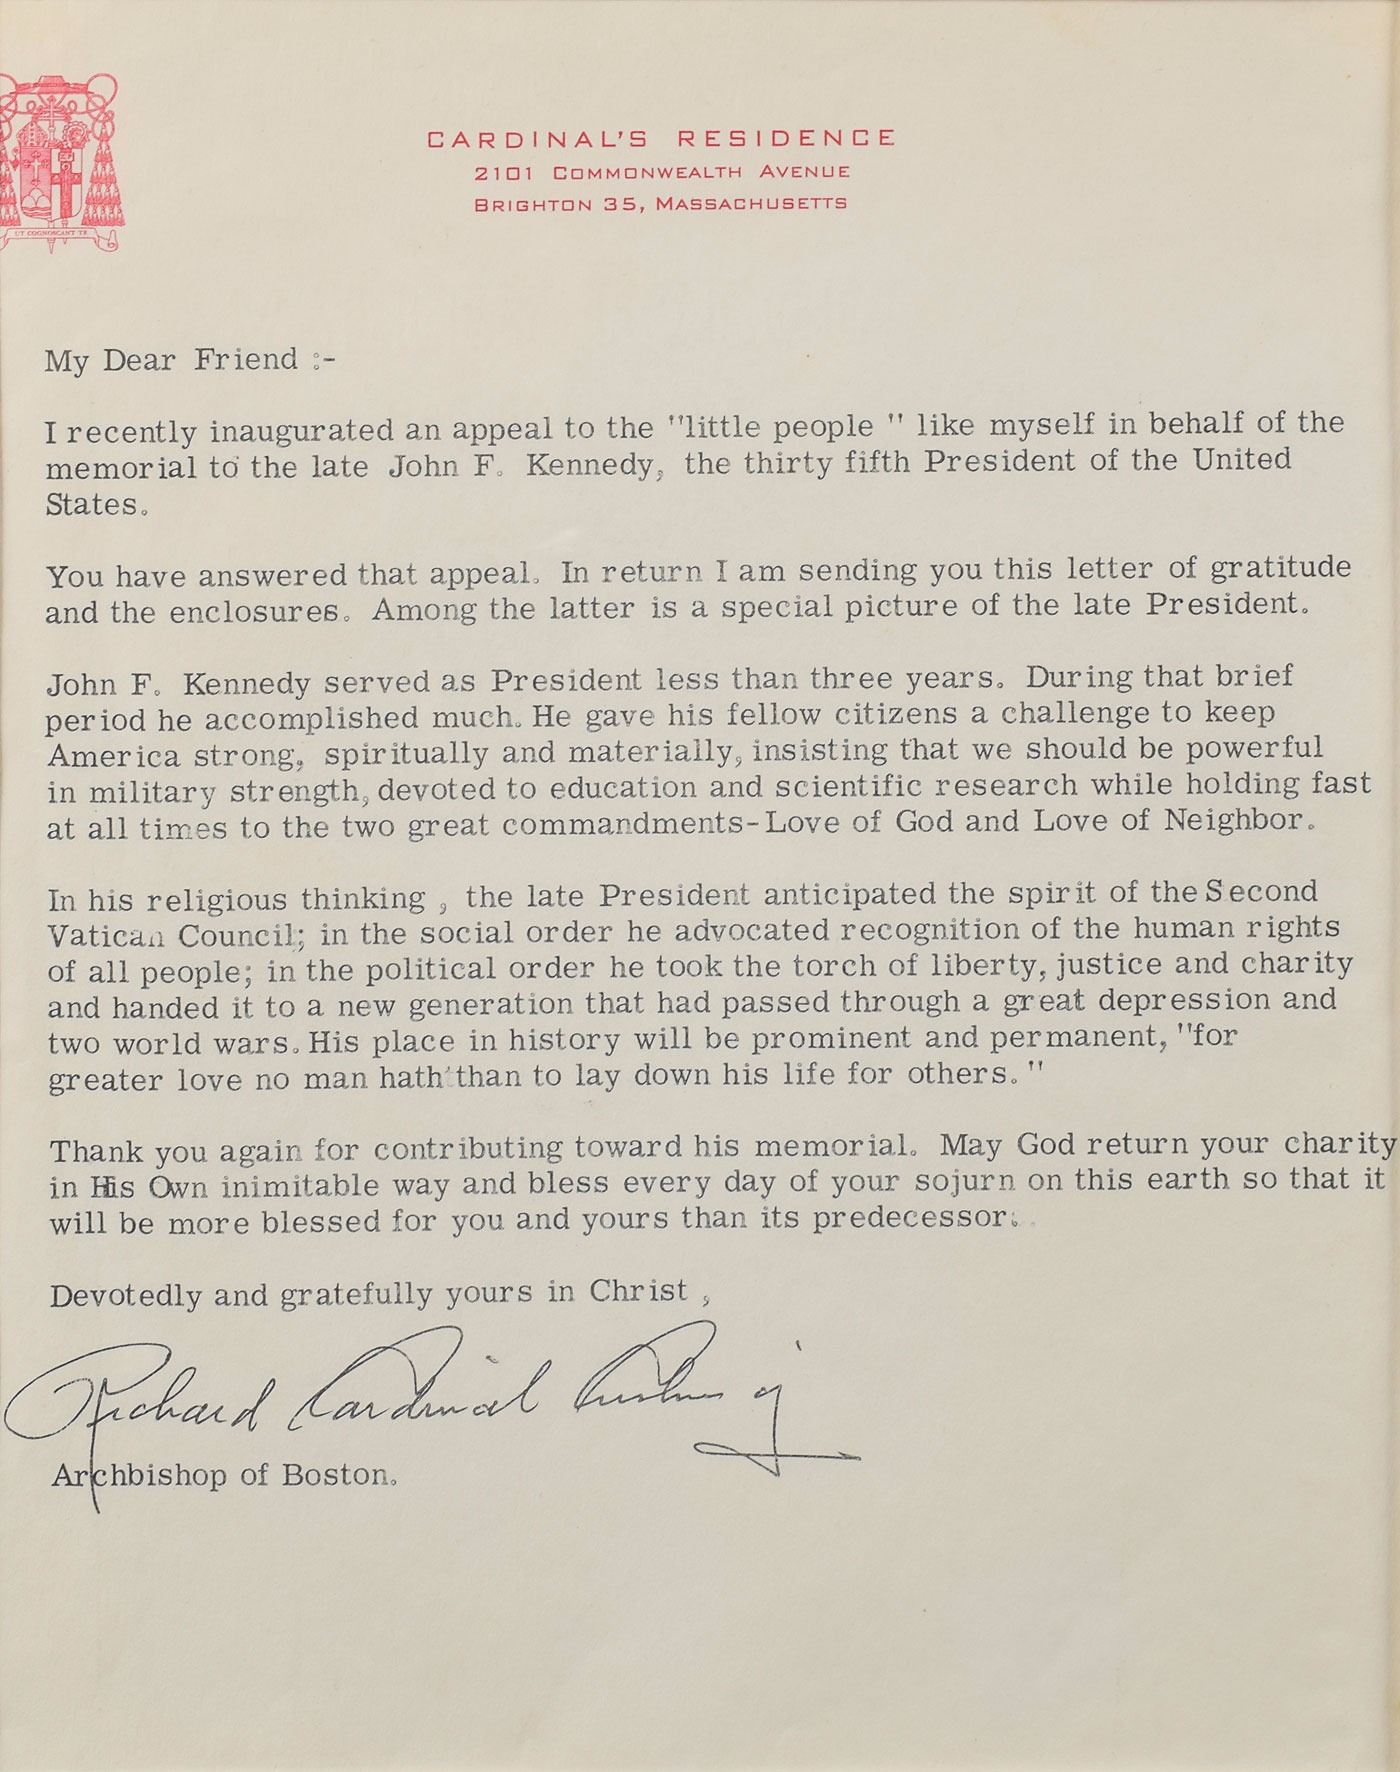 UT COGNOSCANT TE
CARDINAL'S RESIDENCE
2101 COMMONWEALTH AVENUE
BRIGHTON 35, MASSACHUSETTS
My Dear Friend :-
I recently inaugurated an appeal to the "little people " like myself in behalf of the
memorial to the late John F. Kennedy, the thirty fifth President of the United
States.
You have answered that appeal. In return I am sending you this letter of gratitude
and the enclosures. Among the latter is a special picture of the late President.
John F. Kennedy served as President less than three years. During that brief
period he accomplished much. He gave his fellow citizens a challenge to keep
America strong, spiritually and materially, insisting that we should be powerful
in military strength, devoted to education and scientific research while holding fast
at all times to the two great commandments-Love of God and Love of Neighbor.
In his religious thinking , the late President anticipated the spirit of the Second
Vatican Council; in the social order he advocated recognition of the human rights
of all people; in the political order he took the torch of liberty, justice and charity
and handed it to a new generation that had passed through a great depression and
two world wars. His place in history will be prominent and permanent, "for
greater love no man hath than to lay down his life for others. "
Thank you again for contributing toward his memorial. May God return your charity
in His Own inimitable way and bless every day of your sojurn on this earth so that it
will be more blessed for you and yours than its predecessor.
Devotedly and gratefully yours in Christ ,
Richard Cardinal Cushing
Archbishop of Boston.